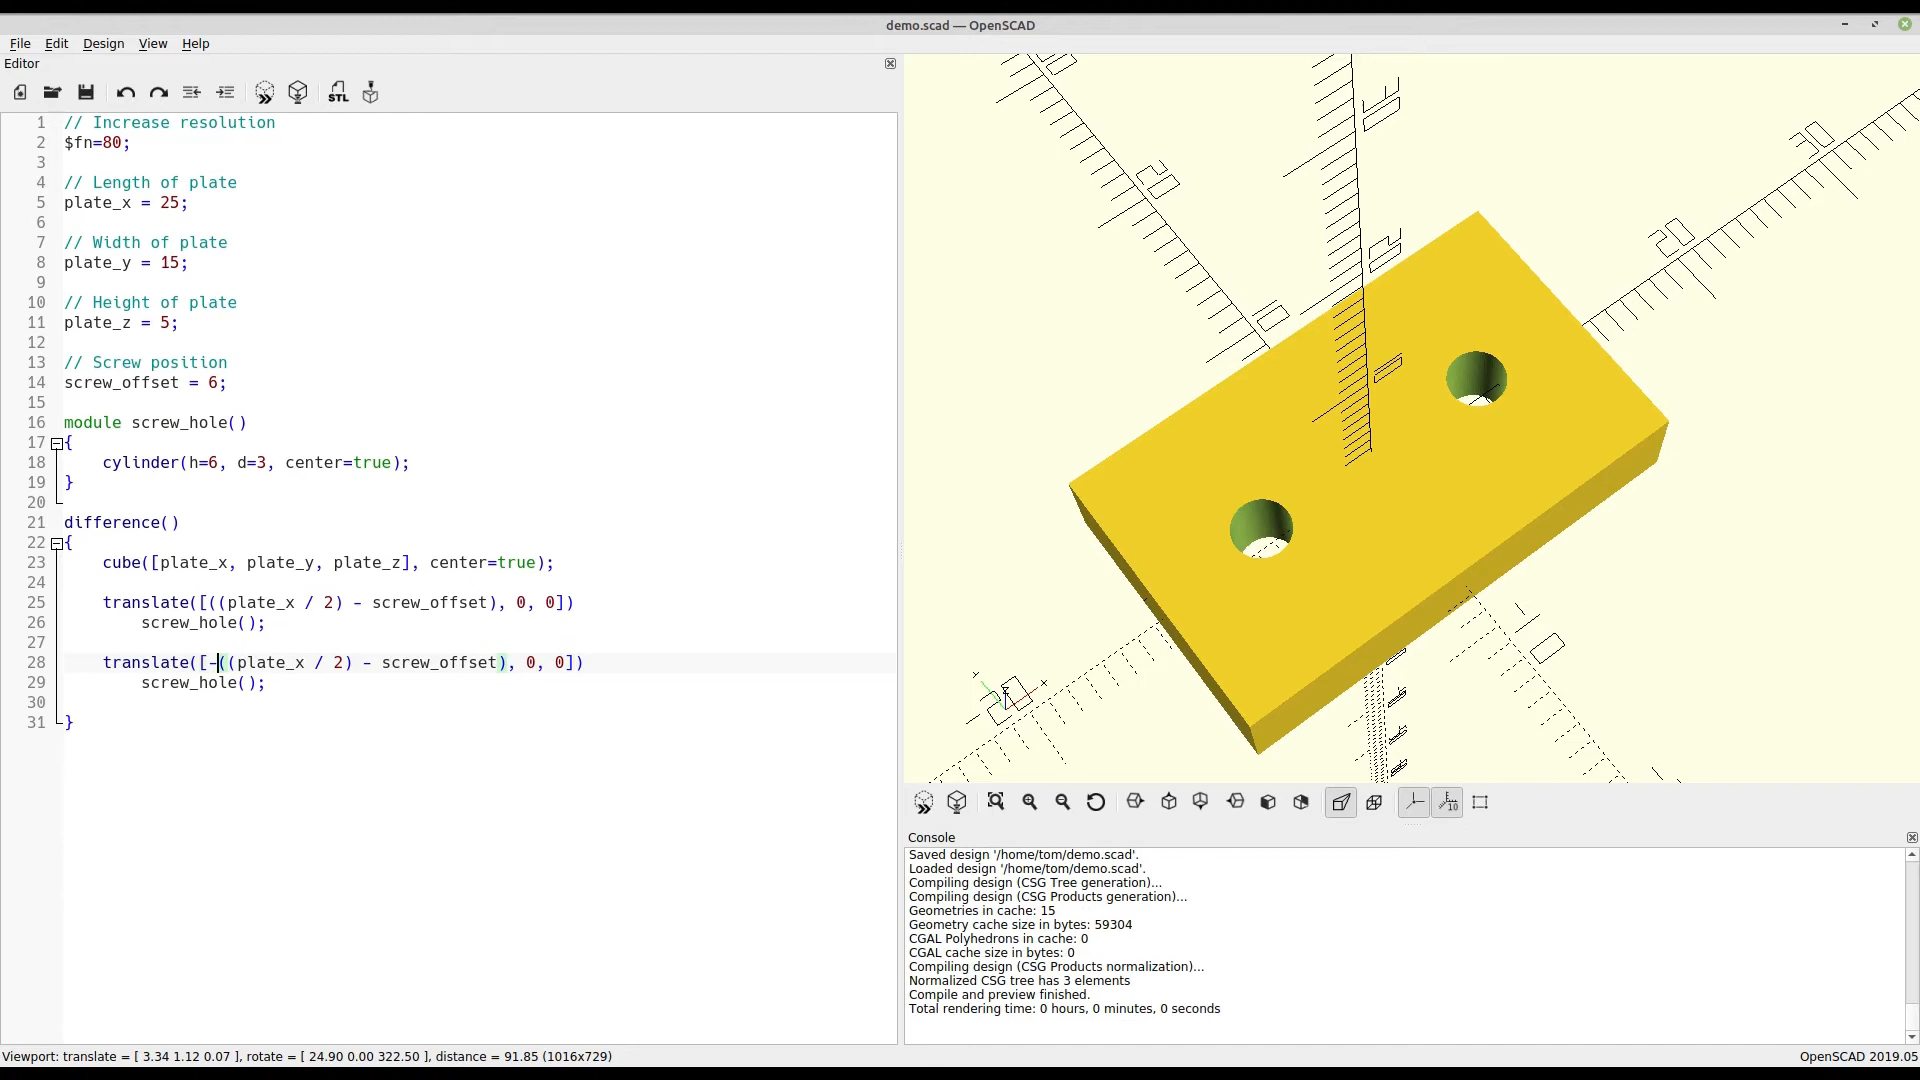 demo.scad — OpenSCAD
File Edit Design View Help
Editor
STL
1 // Increase resolution
2 $fn=80;
3
4 // Length of plate
5 plate_x = 25;
6
7 // Width of plate
8 plate_y = 15;
9
10 // Height of plate
11 plate_z = 5;
12
13 // Screw position
14 screw_offset = 6;
15
16 module screw_hole()
17 {
18 cylinder(h=6, d=3, center=true);
19 }
20
21 difference()
22 {
23 cube([plate_x, plate_y, plate_z], center=true);
24
25 translate([((plate_x / 2) - screw_offset), 0, 0])
26 screw_hole();
27
28 translate([-((plate_x / 2) - screw_offset), 0, 0])
29 screw_hole();
30
31 }
30
20
10
Console
Saved design '/home/tom/demo.scad'.
Loaded design '/home/tom/demo.scad'.
Compiling design (CSG Tree generation)...
Compiling design (CSG Products generation)...
Geometries in cache: 15
Geometry cache size in bytes: 59304
CGAL Polyhedrons in cache: 0
CGAL cache size in bytes: 0
Compiling design (CSG Products normalization)...
Normalized CSG tree has 3 elements
Compile and preview finished.
Total rendering time: 0 hours, 0 minutes, 0 seconds
Viewport: translate = [ 3.34 1.12 0.07 ], rotate = [ 24.90 0.00 322.50 ], distance = 91.85 (1016x729)
OpenSCAD 2019.05